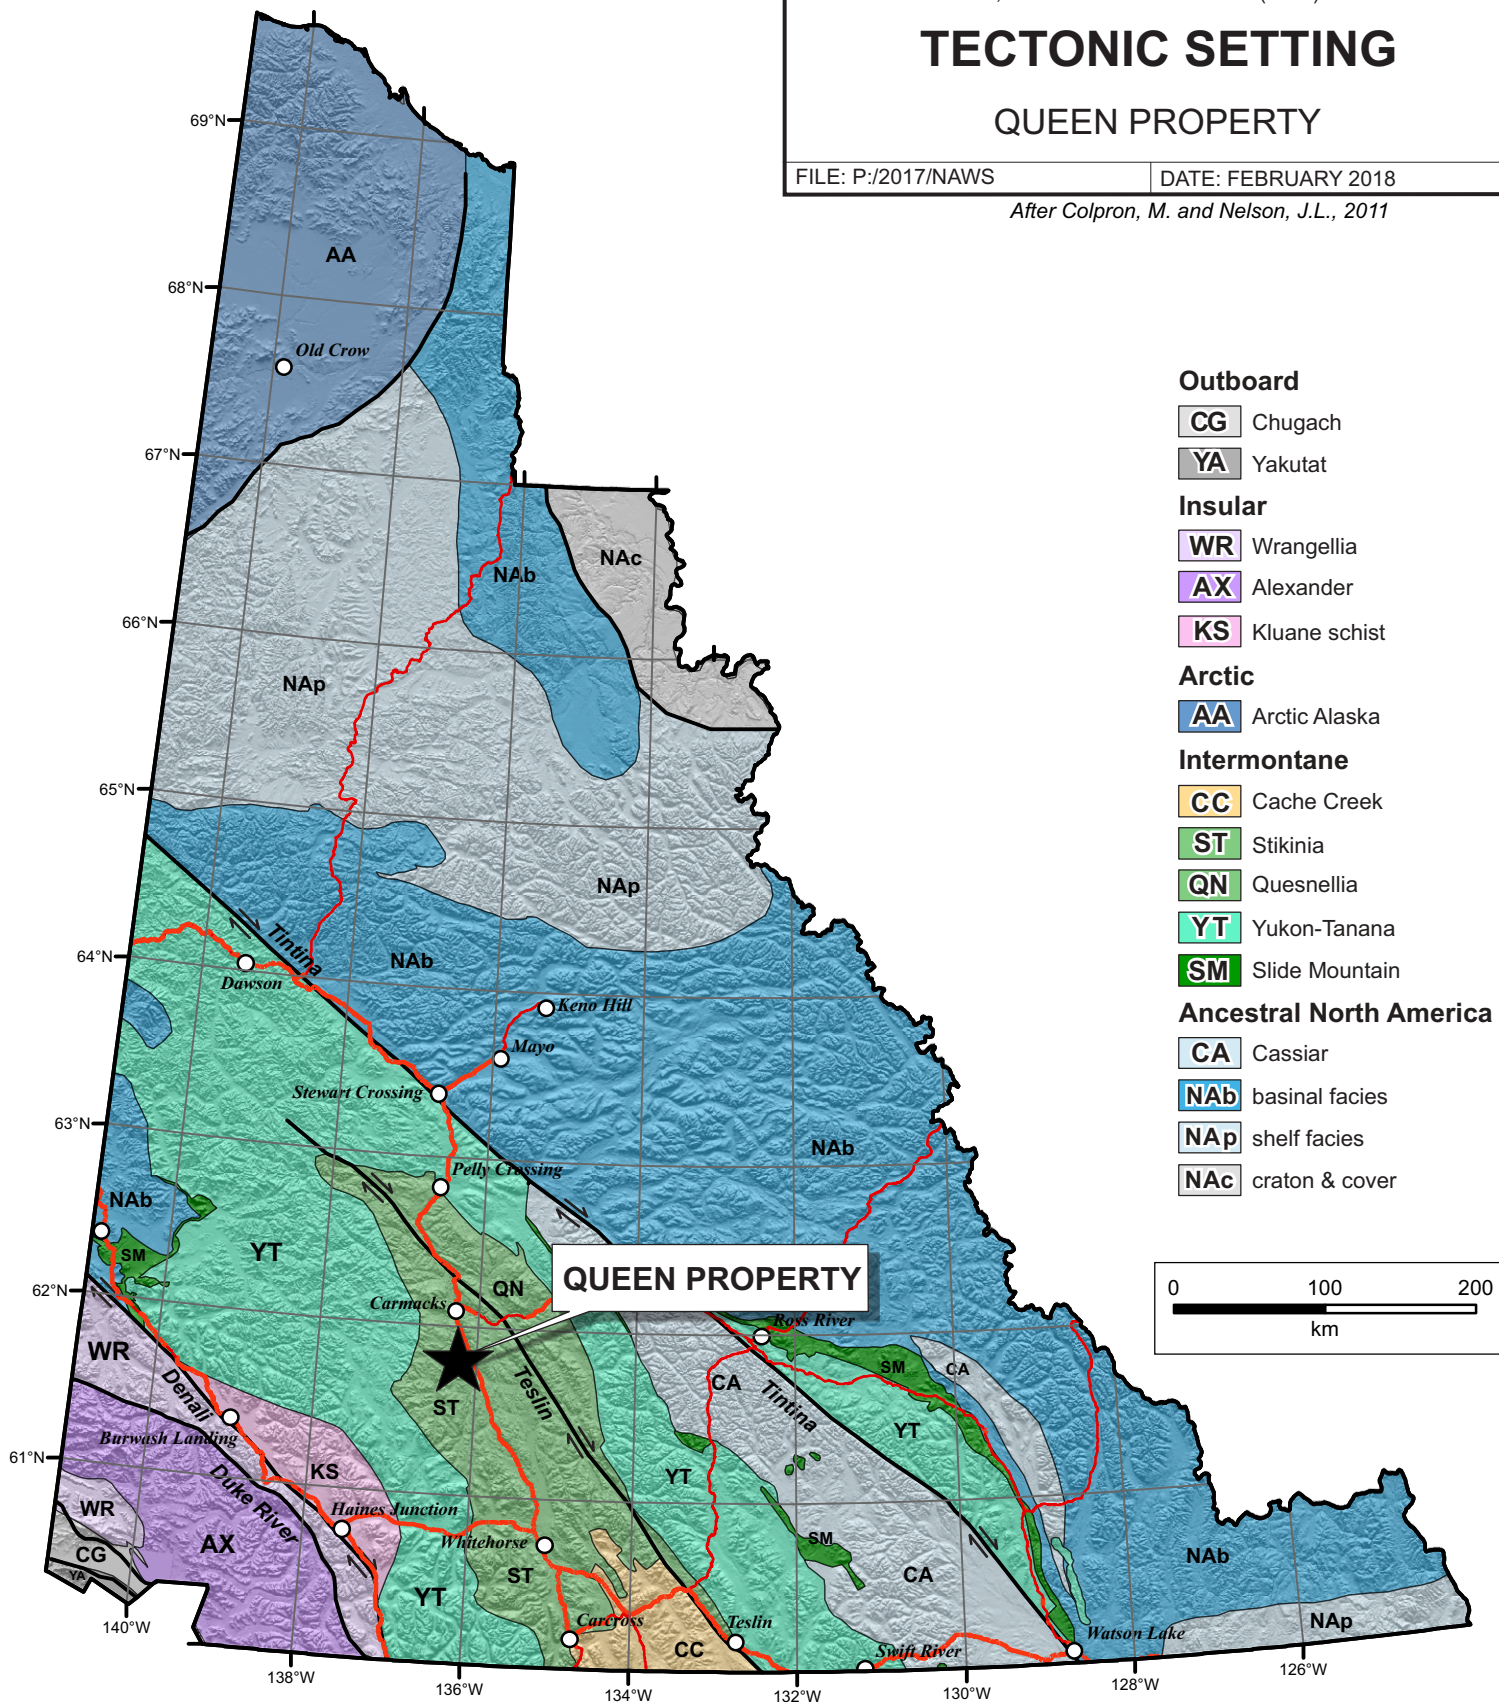 TECTONIC SETTING
QUEEN PROPERTY
FILE: P:/2017/NAWS
DATE: FEBRUARY 2018
After Colpron, M. and Nelson, J.L., 2011
69°N
AA
68°N
Old Crow
67°N
NAb
NAc
66°N
NAp
65°N
NAp
Tintina
64°N
NAb
Dawson
Keno Hill
Mayo
Stewart Crossing
63°N
NAb
Pelly Crossing
NAb
YT
SM
QN
QUEEN PROPERTY
62°N
Carmacks
Ross River
WR
SM
CA
Denali
Teslin
CA
Tintina
ST
YT
Burwash Landing
61°N
KS
Duke River
YT
WR
Haines Junction
Whitehorse
SM
AX
CG
YA
ST
CA
NAb
YT
Carcross
Teslin
CC
Swift River
Watson Lake
NAp
140°W
138°W
136°W
134°W
132°W
130°W
128°W
126°W
Outboard
CG Chugach
YA Yakutat
Insular
WR Wrangellia
AX Alexander
KS Kluane schist
Arctic
AA Arctic Alaska
Intermontane
CC Cache Creek
ST Stikinia
QN Quesnellia
YT Yukon-Tanana
SM Slide Mountain
Ancestral North America
CA Cassiar
NAb basinal facies
NAp shelf facies
NAc craton & cover
0 100 200
km